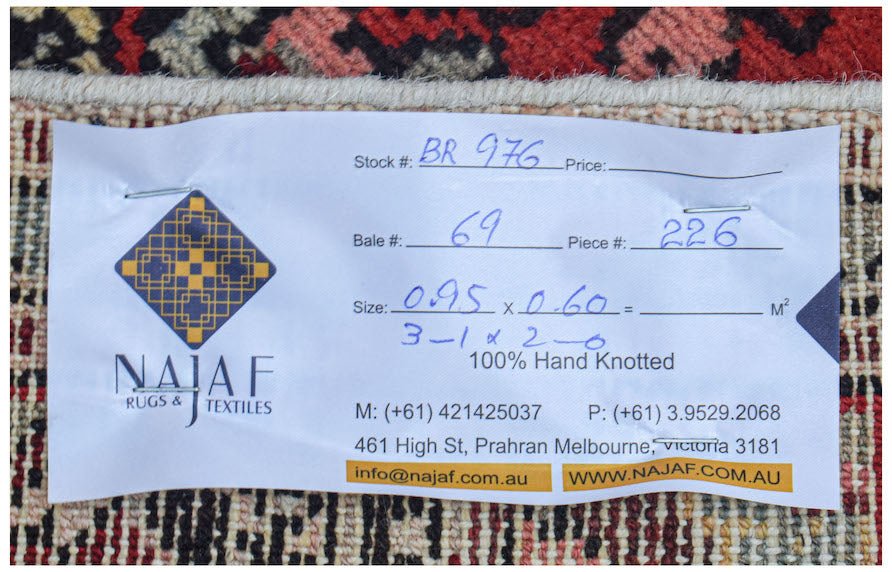 Stock #: BR 976 Price:
Bale #: 69 Piece #: 226
Size: 0.95 X 0.60 = M²
3-1 x 2-0
100% Hand Knotted
NAJAF
RUGS & TEXTILES
M: (+61) 421425037 P: (+61) 3.9529.2068
461 High St, Prahran Melbourne, Victoria 3181
info@najaf.com.au WWW.NAJAF.COM.AU